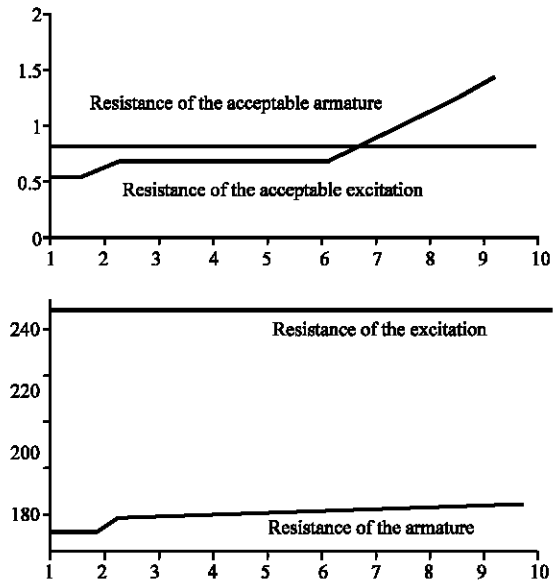 2
1.5
Resistance of the acceptable armature
1
0.5
Resistance of the acceptable excitation
0
1 2 3 4 5 6 7 8 9 10
240
Resistance of the excitation
220
200
180
Resistance of the armature
1 2 3 4 5 6 7 8 9 10